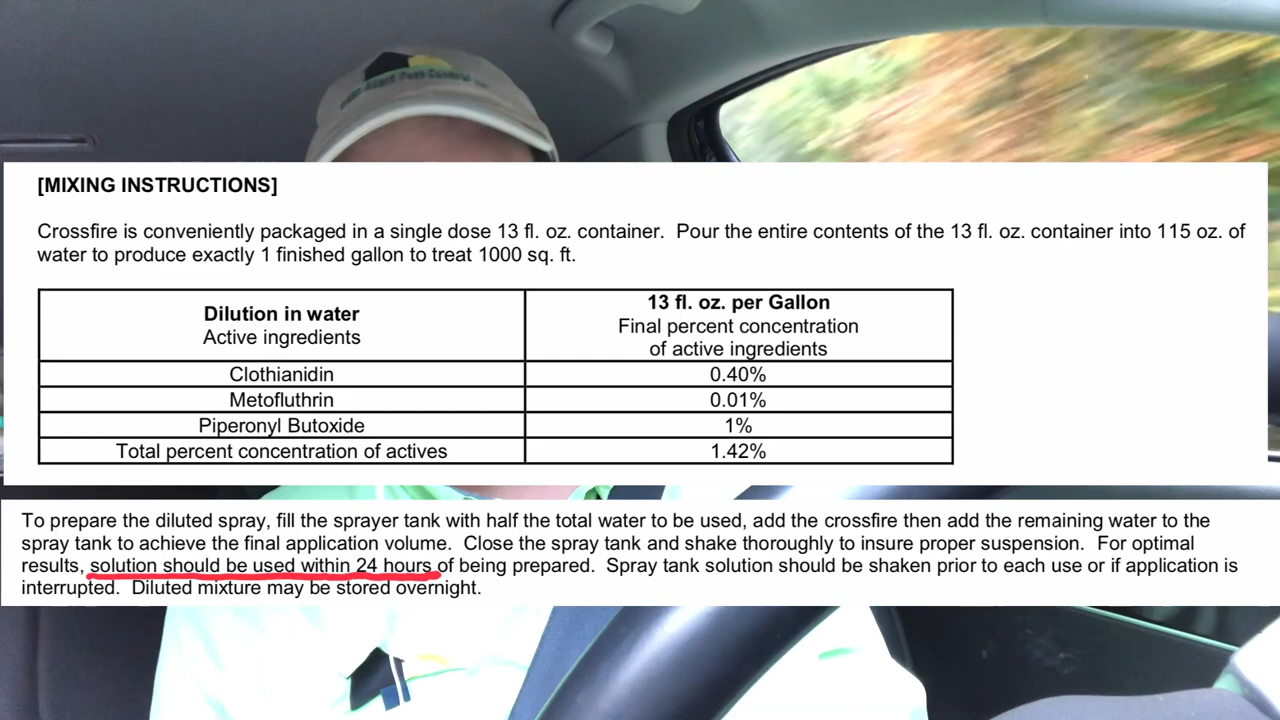 Pest Control
[MIXING INSTRUCTIONS]
Crossfire is conveniently packaged in a single dose 13 fl. oz. container. Pour the entire contents of the 13 fl. oz. container into 115 oz. of
water to produce exactly 1 finished gallon to treat 1000 sq. ft.
Dilution in water
Active ingredients
13 fl. oz. per Gallon
Final percent concentration
of active ingredients
Clothianidin 0.40%
Metofluthrin 0.01%
Piperonyl Butoxide 1%
Total percent concentration of actives 1.42%
To prepare the diluted spray, fill the sprayer tank with half the total water to be used, add the crossfire then add the remaining water to the
spray tank to achieve the final application volume. Close the spray tank and shake thoroughly to insure proper suspension. For optimal
results, solution should be used within 24 hours of being prepared. Spray tank solution should be shaken prior to each use or if application is
interrupted. Diluted mixture may be stored overnight.